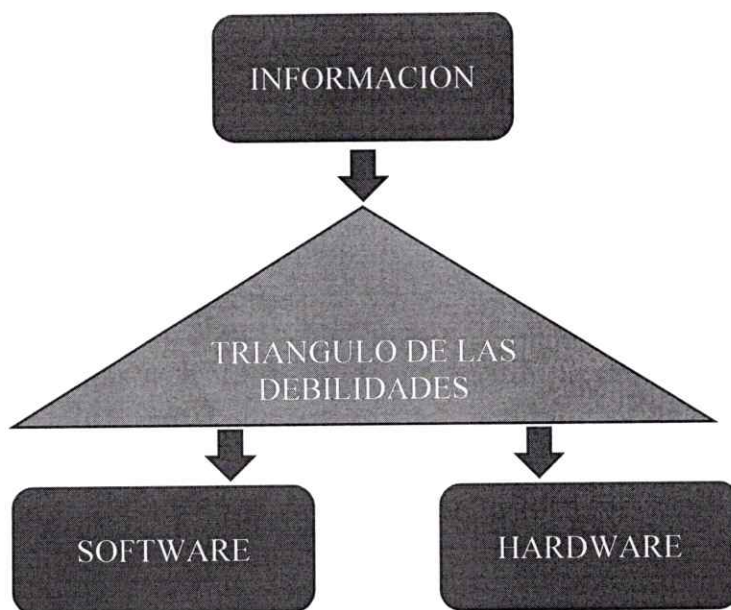 INFORMACION
TRIANGULO DE LAS
DEBILIDADES
SOFTWARE
HARDWARE